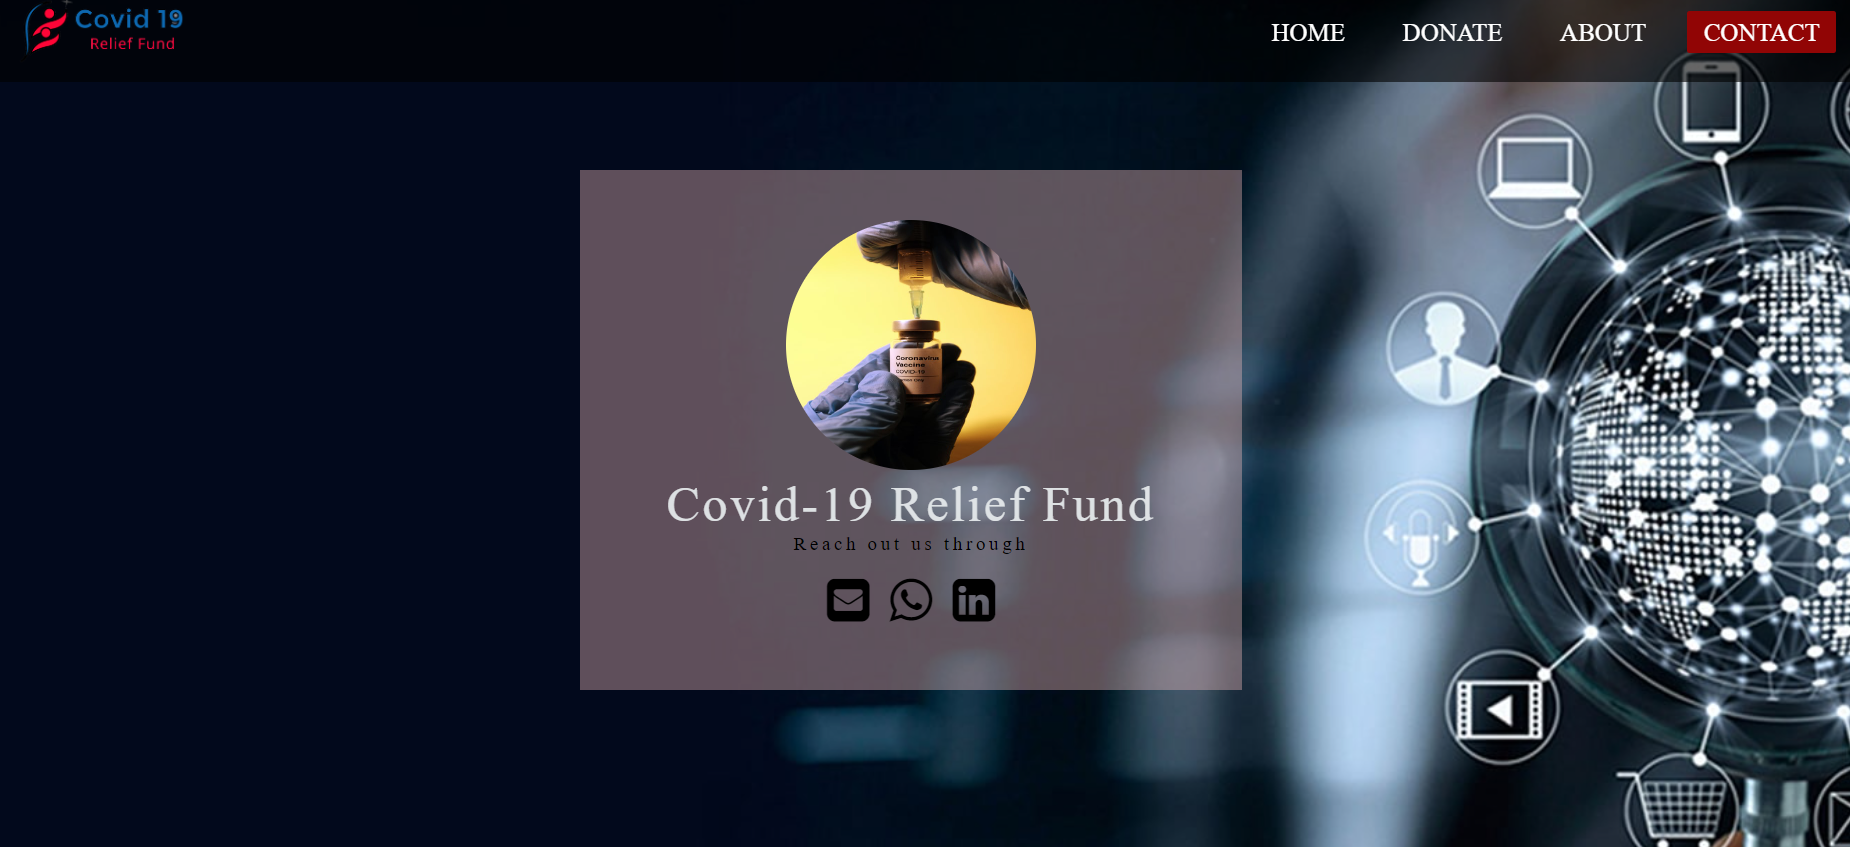 Covid 19
Relief Fund
HOME DONATE ABOUT CONTACT
Coronavirus
Vaccine
COVID-19
Covid-19 Relief Fund
Reach out us through
in